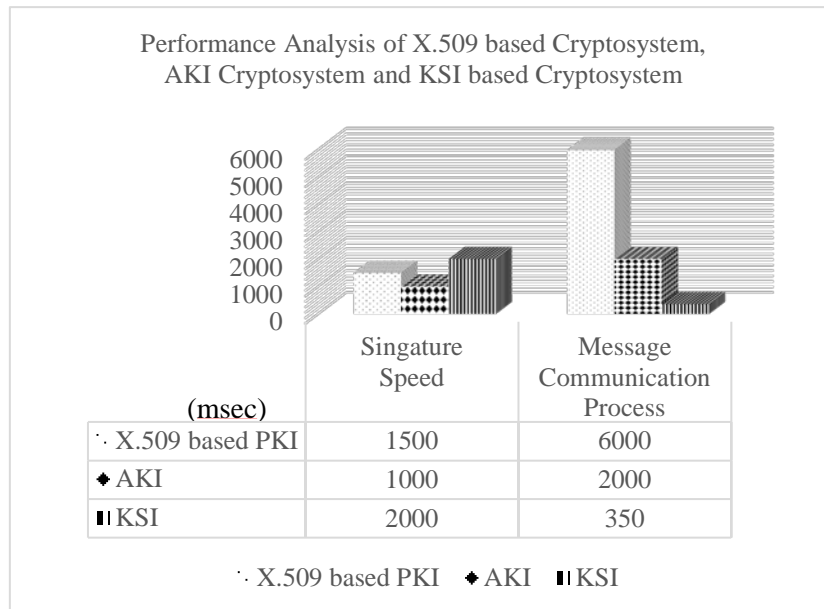 Performance Analysis of X.509 based Cryptosystem,
AKI Cryptosystem and KSI based Cryptosystem
6000
5000
4000
3000
2000
1000
0
Singature Speed
Message Communication Process
(msec)
X.509 based PKI 1500 6000
AKI 1000 2000
KSI 2000 350
X.509 based PKI AKI KSI